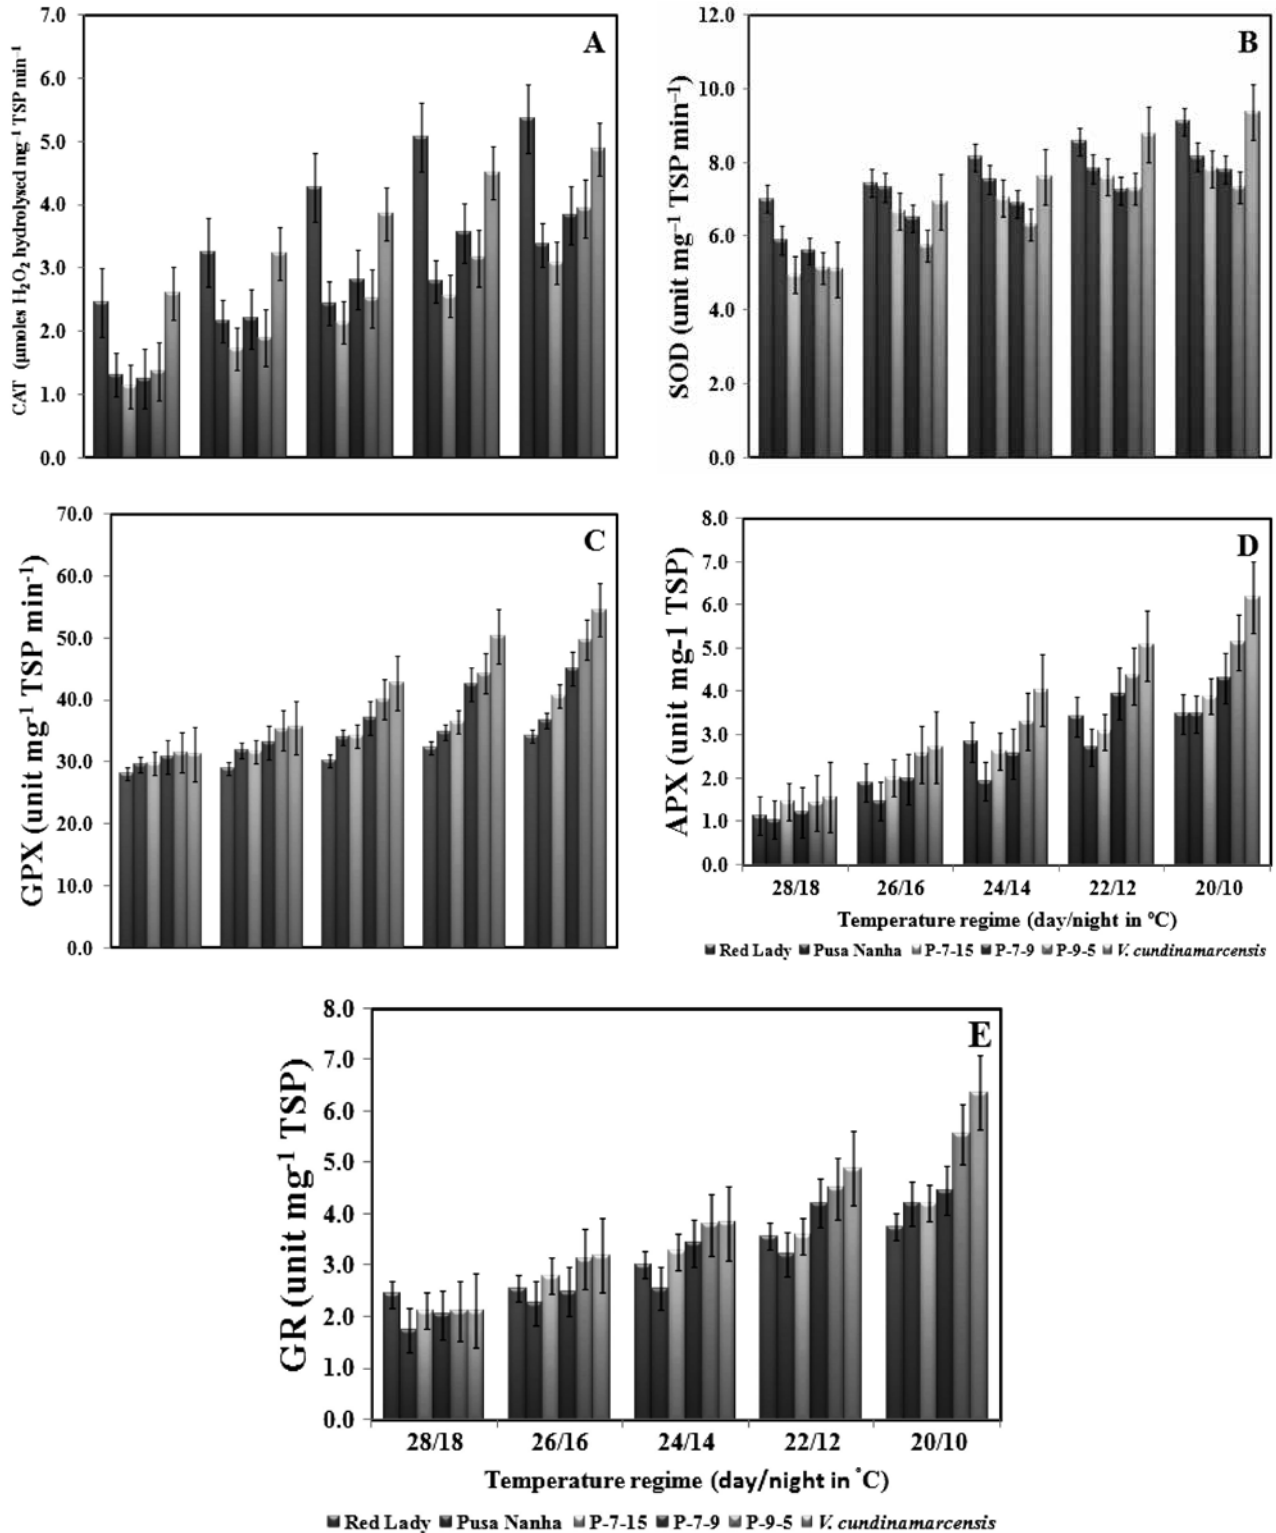 A
CAT (µmoles H₂O₂ hydrolysed mg⁻¹ TSP min⁻¹
7.0
6.0
5.0
4.0
3.0
2.0
1.0
0.0
B
SOD (unit mg⁻¹ TSP min⁻¹)
12.0
10.0
8.0
6.0
4.0
2.0
0.0
C
GPX (unit mg⁻¹ TSP min⁻¹)
70.0
60.0
50.0
40.0
30.0
20.0
10.0
0.0
D
APX (unit mg-1 TSP)
8.0
7.0
6.0
5.0
4.0
3.0
2.0
1.0
0.0
28/18 26/16 24/14 22/12 20/10
Temperature regime (day/night in °C)
Red Lady Pusa Nanha P-7-15 P-7-9 P-9-5 V. cundinamarcensis
E
GR (unit mg⁻¹ TSP)
8.0
7.0
6.0
5.0
4.0
3.0
2.0
1.0
0.0
28/18 26/16 24/14 22/12 20/10
Temperature regime (day/night in °C)
Red Lady Pusa Nanha P-7-15 P-7-9 P-9-5 V. cundinamarcensis